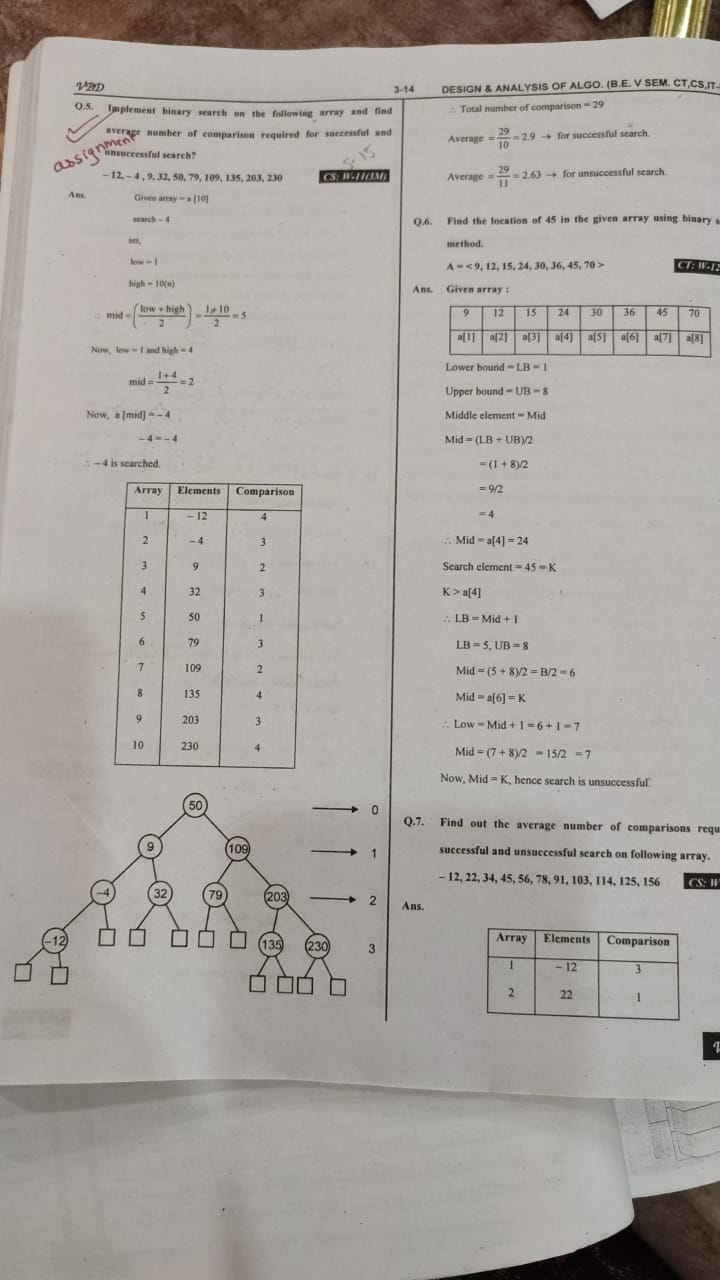 VBD
3-14
DESIGN & ANALYSIS OF ALGO. (B.E. V SEM. CT,CS,IT-
Q.5. Implement binary search on the following array and find
average number of comparison required for successful and
unsuccessful search?
assignment
– 12, – 4 , 9, 32, 50, 79, 109, 135, 203, 230
CS: W-11(3M)
Ans. Given array = a [10]
search – 4
set,
low = 1
high = 10(n)
∴ mid = (low + high / 2) = 1+10 / 2 = 5
Now, low = 1 and high = 4
mid = 1+4 / 2 = 2
Now, a [mid] = – 4
– 4 = – 4
∴ – 4 is searched.
Array Elements Comparison
1 – 12 4
2 – 4 3
3 9 2
4 32 3
5 50 1
6 79 3
7 109 2
8 135 4
9 203 3
10 230 4
50 0
9 109 1
–4 32 79 203 2
–12 135 230 3
∴ Total number of comparison = 29
Average = 29/10 = 2.9 → for successful search.
Average = 29/11 = 2.63 → for unsuccessful search.
Q.6. Find the location of 45 in the given array using binary s
method.
A = < 9, 12, 15, 24, 30, 36, 45, 70 >
CT: W-12
Ans. Given array :
9 12 15 24 30 36 45 70
a[1] a[2] a[3] a[4] a[5] a[6] a[7] a[8]
Lower bound = LB = 1
Upper bound = UB = 8
Middle element = Mid
Mid = (LB + UB)/2
= (1 + 8)/2
= 9/2
= 4
∴ Mid = a[4] = 24
Search element = 45 = K
K > a[4]
∴ LB = Mid + 1
LB = 5, UB = 8
Mid = (5 + 8)/2 = B/2 = 6
Mid = a[6] = K
∴ Low = Mid + 1 = 6 + 1 = 7
Mid = (7 + 8)/2 = 15/2 = 7
Now, Mid = K, hence search is unsuccessful.
Q.7. Find out the average number of comparisons requ
successful and unsuccessful search on following array.
– 12, 22, 34, 45, 56, 78, 91, 103, 114, 125, 156
CS: W
Ans.
Array Elements Comparison
1 – 12 3
2 22 1